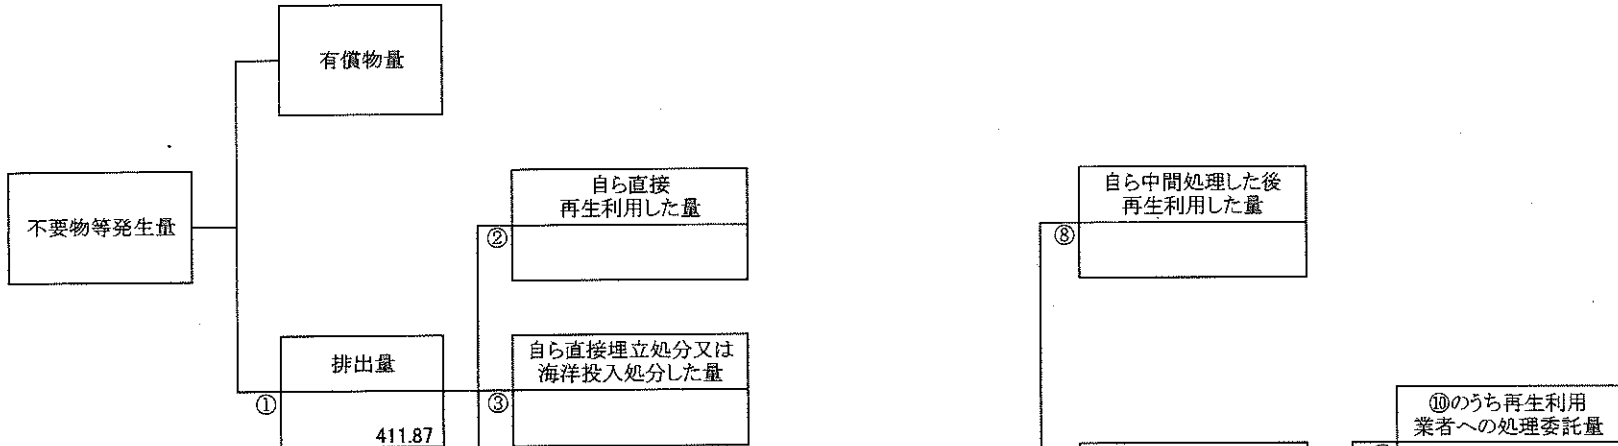 有償物量
不要物等発生量
自ら直接
再生利用した量
②
自ら中間処理した後
再生利用した量
⑧
排出量
①
411.87
自ら直接埋立処分又は
海洋投入処分した量
③
⑩のうち再生利用
業者への処理委託量